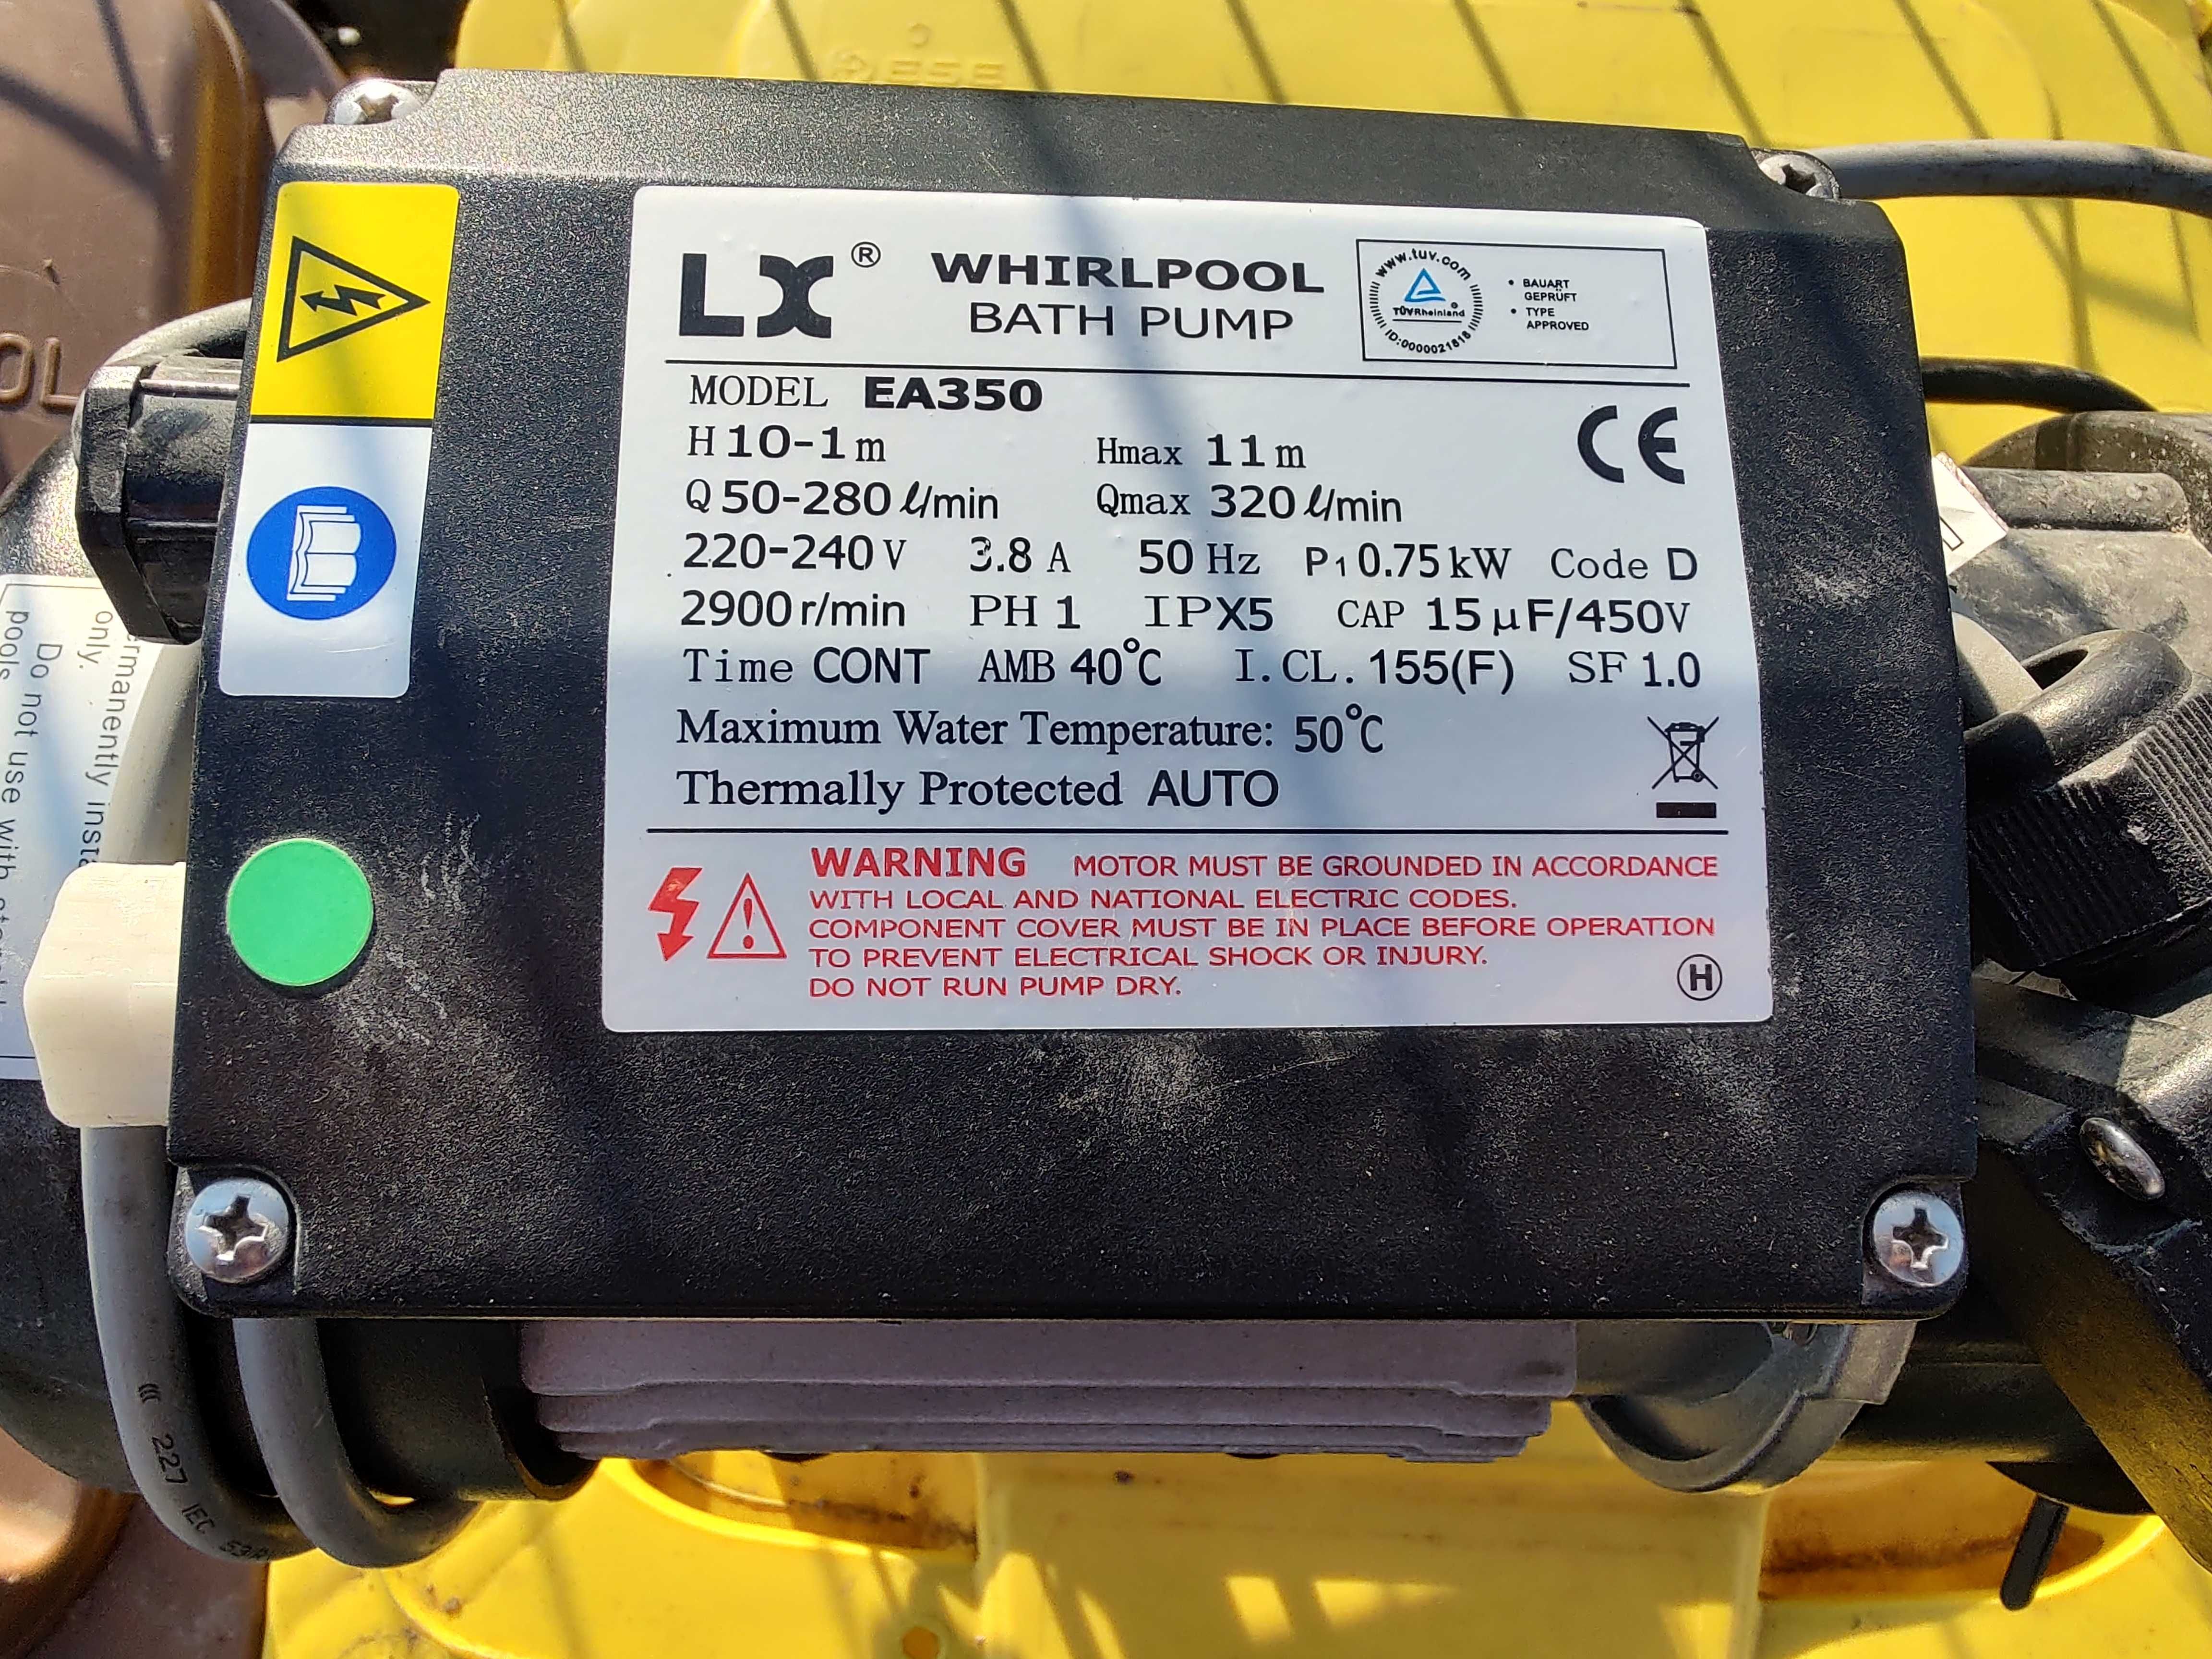 ESE
OL
LX® WHIRLPOOL
BATH PUMP
www.tuv.com
TÜVRheinland®
ID:0000021818
• BAUART
GEPRÜFT
• TYPE
APPROVED
MODEL EA350
CE
H 10-1 m Hmax 11 m
Q 50-280 ℓ/min Qmax 320 ℓ/min
220-240 V 3.8 A 50 Hz P1 0.75 kW Code D
2900 r/min PH 1 IPX5 CAP 15 μF/450V
Time CONT AMB 40°C I.CL. 155(F) SF 1.0
Maximum Water Temperature: 50°C
Thermally Protected AUTO
WARNING MOTOR MUST BE GROUNDED IN ACCORDANCE
WITH LOCAL AND NATIONAL ELECTRIC CODES.
COMPONENT COVER MUST BE IN PLACE BEFORE OPERATION
TO PREVENT ELECTRICAL SHOCK OR INJURY.
DO NOT RUN PUMP DRY.
H
rmanently insta
only.
Do not use with
pools
227 IEC